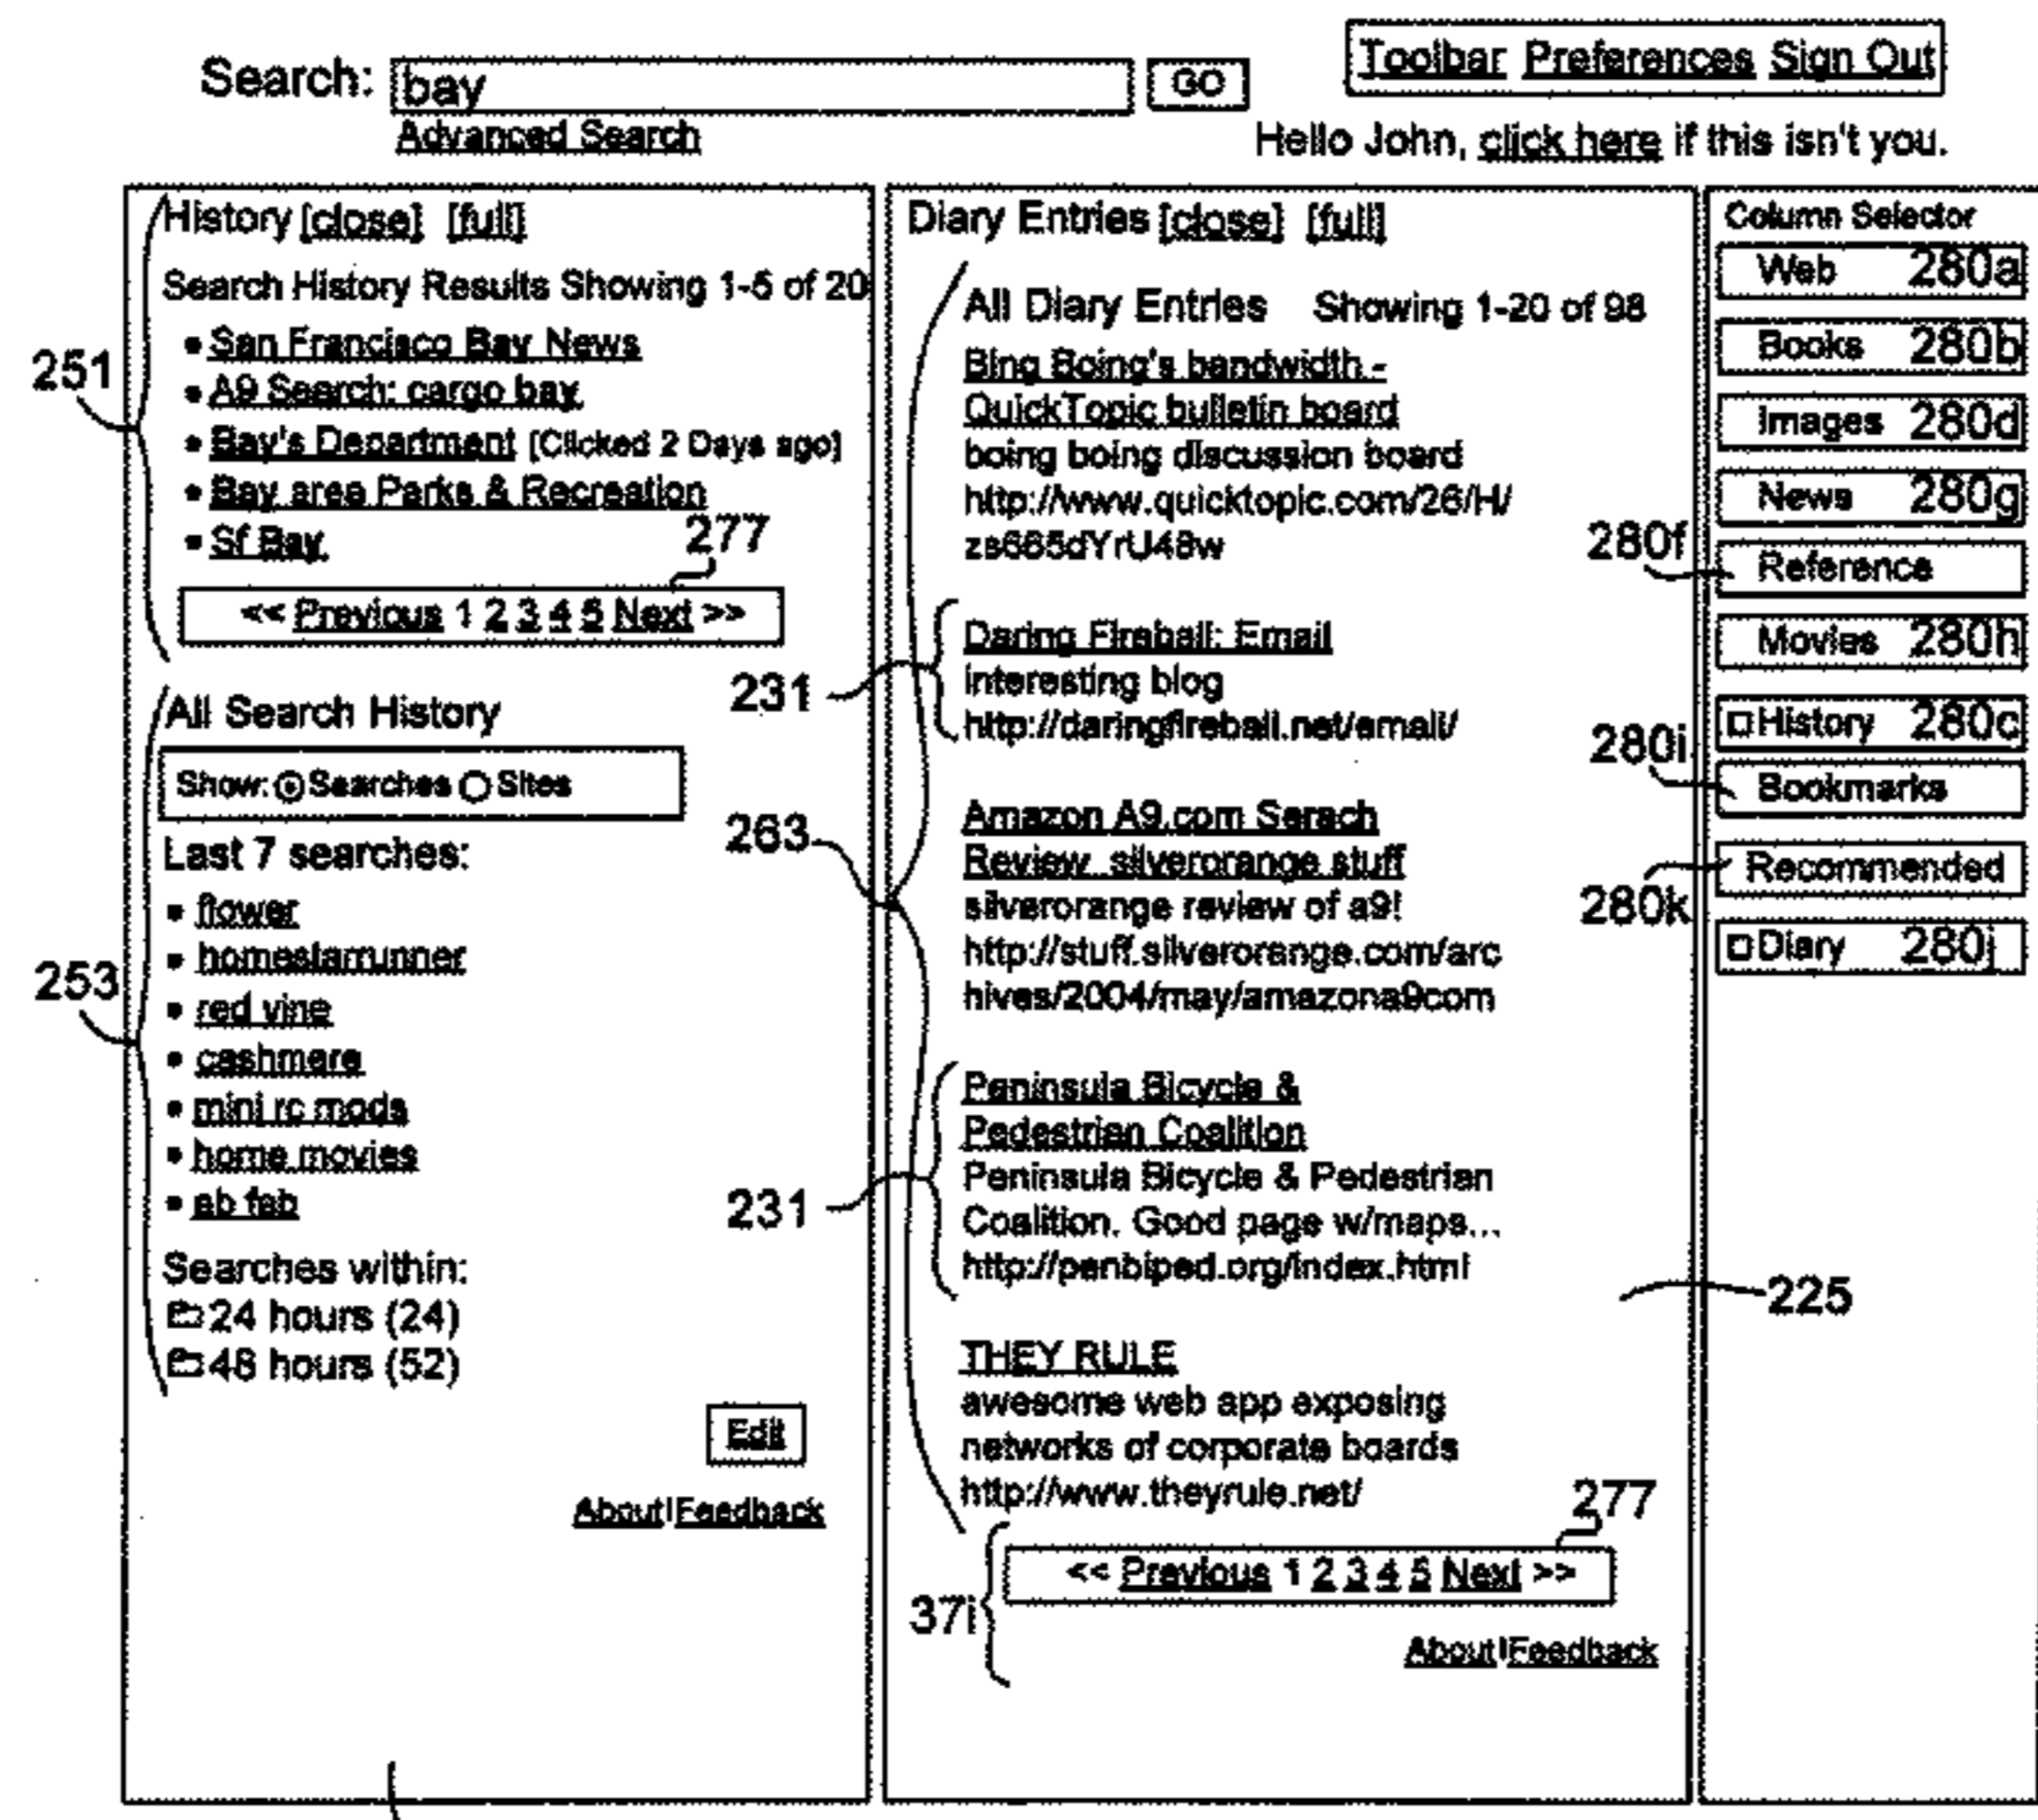 Search: bay GO
Toolbar Preferences Sign Out
Advanced Search
Hello John, click here if this isn't you.
History [close] [full]
Search History Results Showing 1-5 of 20
• San Francisco Bay News
• A9 Search: cargo bay
• Bay's Department [Clicked 2 Days ago]
• Bay area Parks & Recreation
• Sf Bay
251
277
<< Previous 1 2 3 4 5 Next >>
All Search History
Show: Searches Sites
Last 7 searches:
• flower
• homestarrunner
• red vine
• cashmere
• mini rc mods
• home movies
• ab fab
253
Searches within:
24 hours (24)
48 hours (52)
Edit
About|Feedback
Diary Entries [close] [full]
All Diary Entries Showing 1-20 of 98
Bing Boing's bandwidth -
QuickTopic bulletin board
boing boing discussion board
http://www.quicktopic.com/26/H/
zs685dYrU48w
231
Daring Fireball: Email
interesting blog
http://daringfireball.net/email/
263
Amazon A9.com Serach
Review silverorange stuff
silverorange review of a9!
http://stuff.silverorange.com/arc
hives/2004/may/amazona9com
231
Peninsula Bicycle &
Pedestrian Coalition
Peninsula Bicycle & Pedestrian
Coalition. Good page w/maps...
http://penbiped.org/index.html
225
THEY RULE
awesome web app exposing
networks of corporate boards
http://www.theyrule.net/
277
<< Previous 1 2 3 4 5 Next >>
37i
About|Feedback
Column Selector
Web 280a
Books 280b
Images 280d
News 280g
280f
Reference
Movies 280h
History 280c
280i
Bookmarks
Recommended
280k
Diary 280j